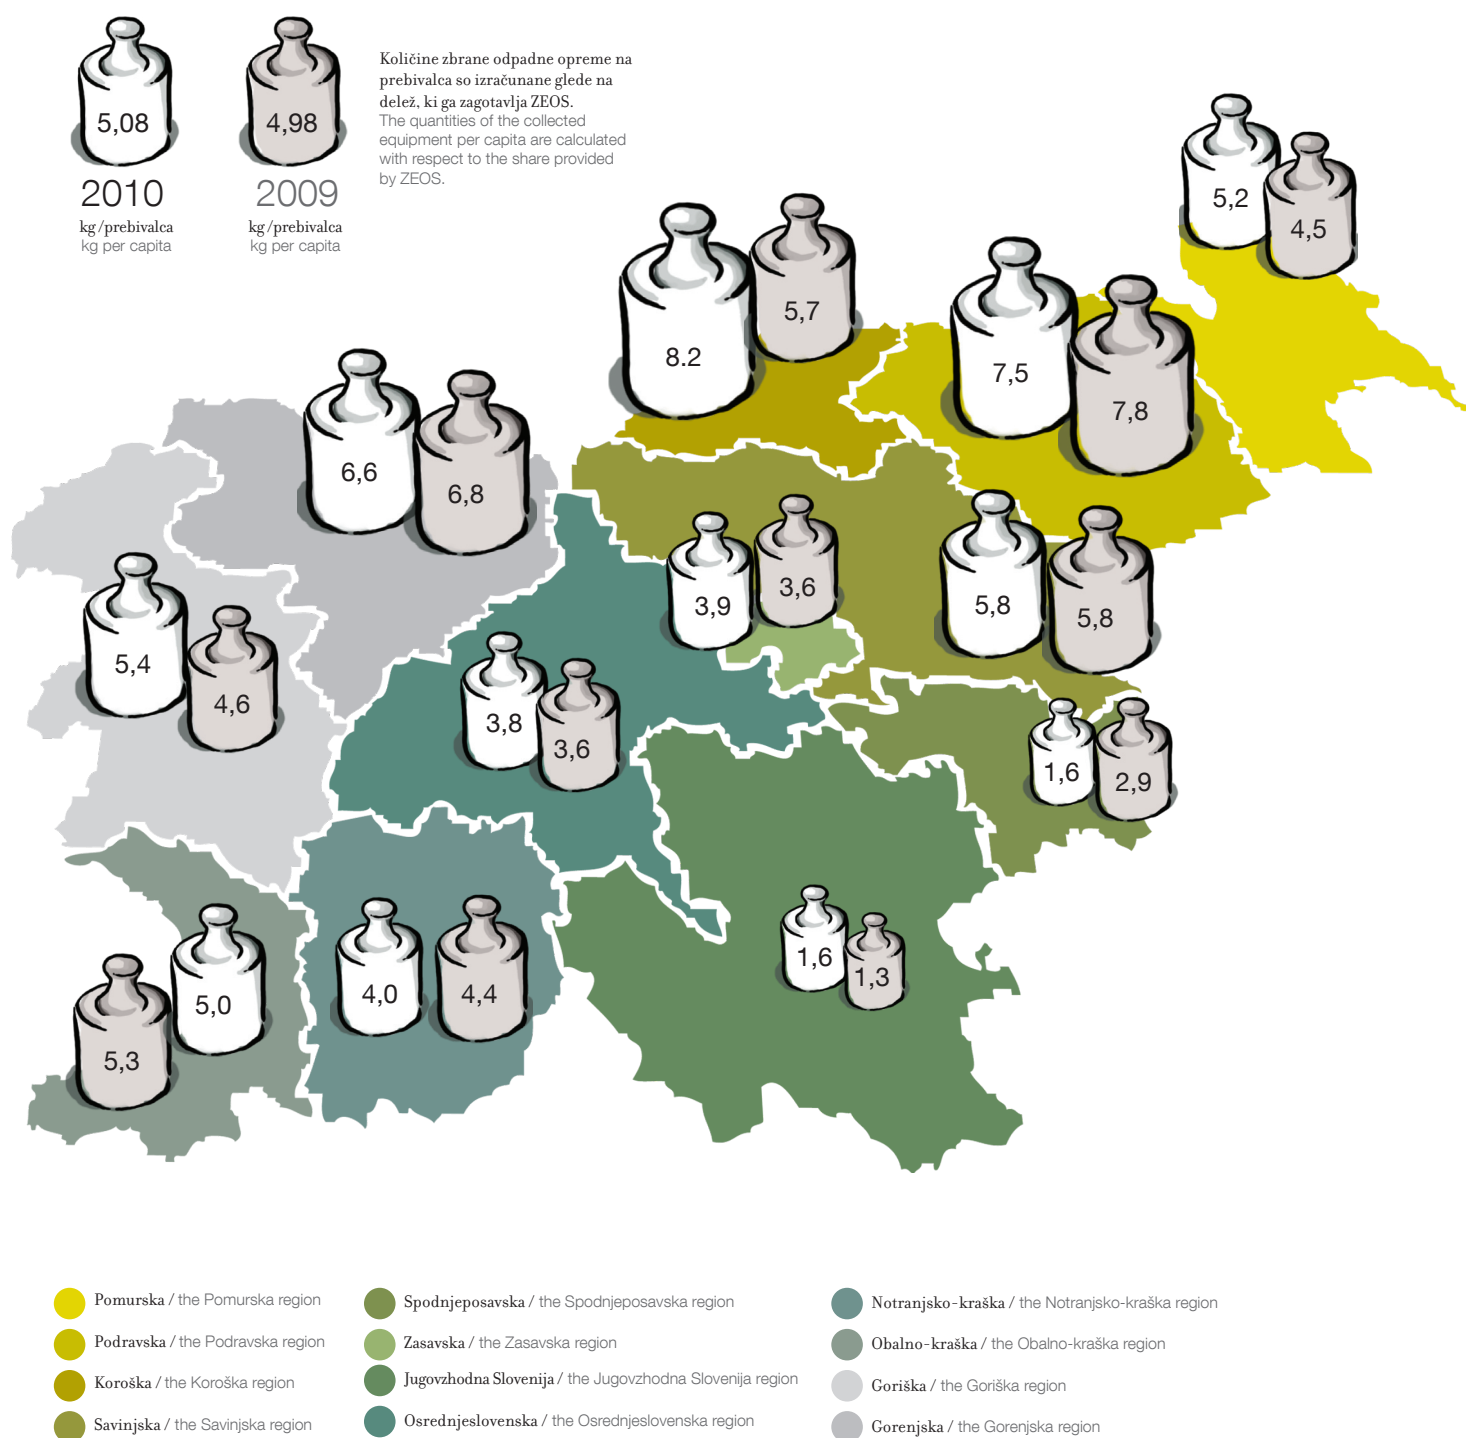 5,08
4,98
2010
kg/prebivalca
kg per capita
2009
kg/prebivalca
kg per capita
Količine zbrane odpadne opreme na
prebivalca so izračunane glede na
delež, ki ga zagotavlja ZEOS.
The quantities of the collected
equipment per capita are calculated
with respect to the share provided
by ZEOS.
5,2
4,5
8.2
5,7
7,5
7,8
6,6
6,8
3,9
3,6
5,8
5,8
5,4
4,6
3,8
3,6
1,6
2,9
5,3
5,0
4,0
4,4
1,6
1,3
Pomurska / the Pomurska region
Podravska / the Podravska region
Koroška / the Koroška region
Savinjska / the Savinjska region
Spodnjeposavska / the Spodnjeposavska region
Zasavska / the Zasavska region
Jugovzhodna Slovenija / the Jugovzhodna Slovenija region
Osrednjeslovenska / the Osrednjeslovenska region
Notranjsko-kraška / the Notranjsko-kraška region
Obalno-kraška / the Obalno-kraška region
Goriška / the Goriška region
Gorenjska / the Gorenjska region